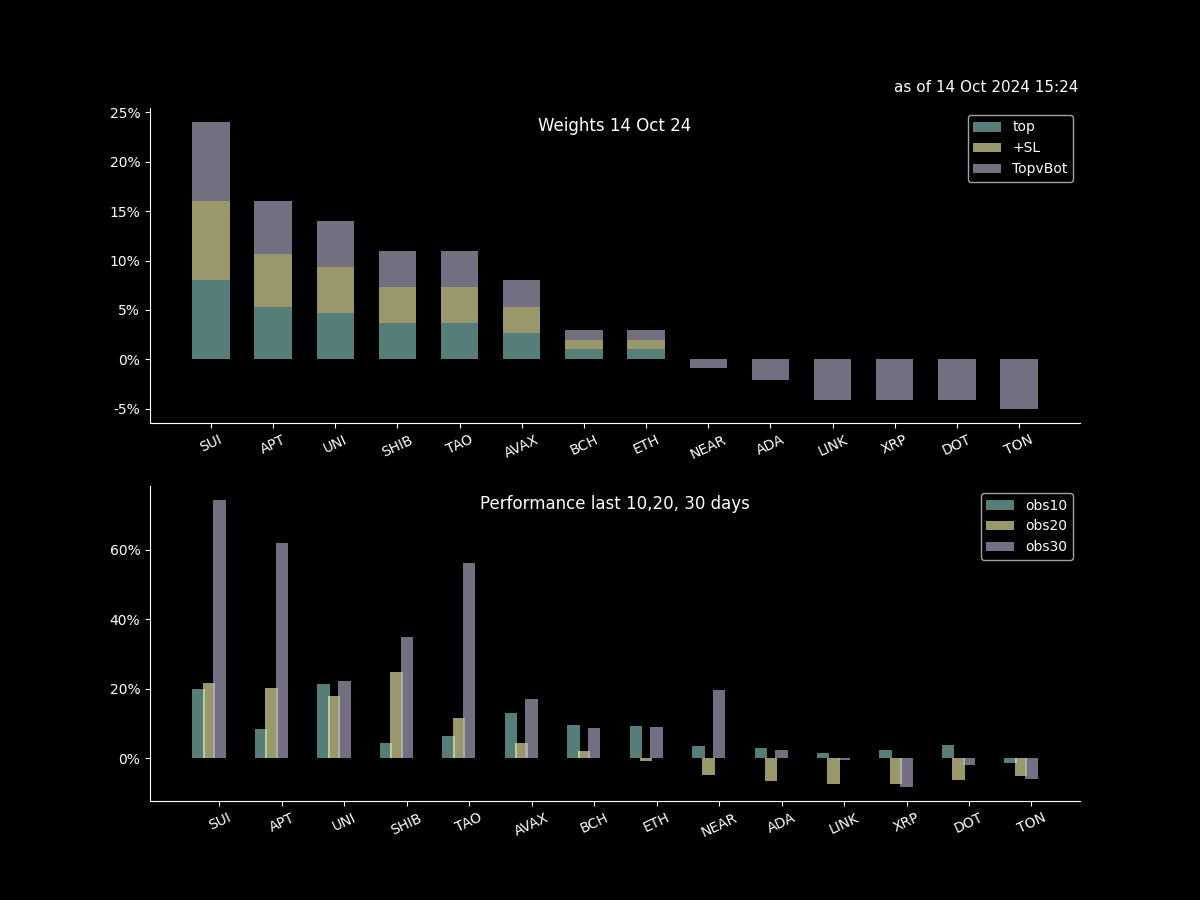 as of 14 Oct 2024 15:24
Weights 14 Oct 24
top
+SL
TopvBot
25%
20%
15%
10%
5%
0%
-5%
SUI APT UNI SHIB TAO AVAX BCH ETH NEAR ADA LINK XRP DOT TON
Performance last 10,20, 30 days
obs10
obs20
obs30
60%
40%
20%
0%
SUI APT UNI SHIB TAO AVAX BCH ETH NEAR ADA LINK XRP DOT TON